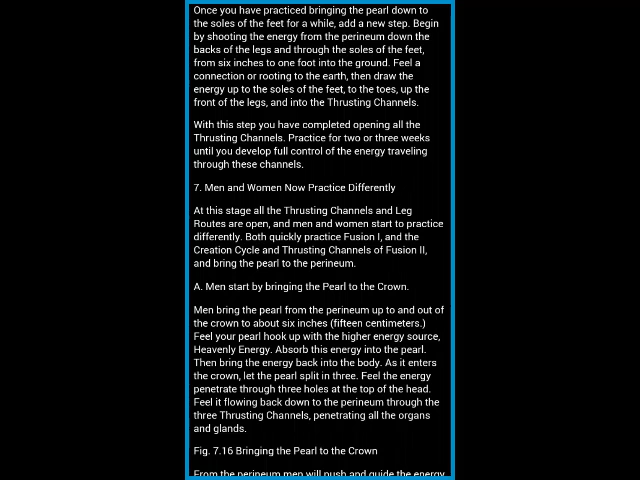 Once you have practiced bringing the pearl down to
the soles of the feet for a while, add a new step. Begin
by shooting the energy from the perineum down the
backs of the legs and through the soles of the feet,
from six inches to one foot into the ground. Feel a
connection or rooting to the earth, then draw the
energy up to the soles of the feet, to the toes, up the
front of the legs, and into the Thrusting Channels.
With this step you have completed opening all the
Thrusting Channels. Practice for two or three weeks
until you develop full control of the energy traveling
through these channels.
7. Men and Women Now Practice Differently
At this stage all the Thrusting Channels and Leg
Routes are open, and men and women start to practice
differently. Both quickly practice Fusion I, and the
Creation Cycle and Thrusting Channels of Fusion II,
and bring the pearl to the perineum.
A. Men start by bringing the Pearl to the Crown.
Men bring the pearl from the perineum up to and out of
the crown to about six inches (fifteen centimeters.)
Feel your pearl hook up with the higher energy source,
Heavenly Energy. Absorb this energy into the pearl.
Then bring the energy back into the body. As it enters
the crown, let the pearl split in three. Feel the energy
penetrate through three holes at the top of the head.
Feel it flowing back down to the perineum through the
three Thrusting Channels, penetrating all the organs
and glands.
Fig. 7.16 Bringing the Pearl to the Crown
From the perineum men will push and guide the energy